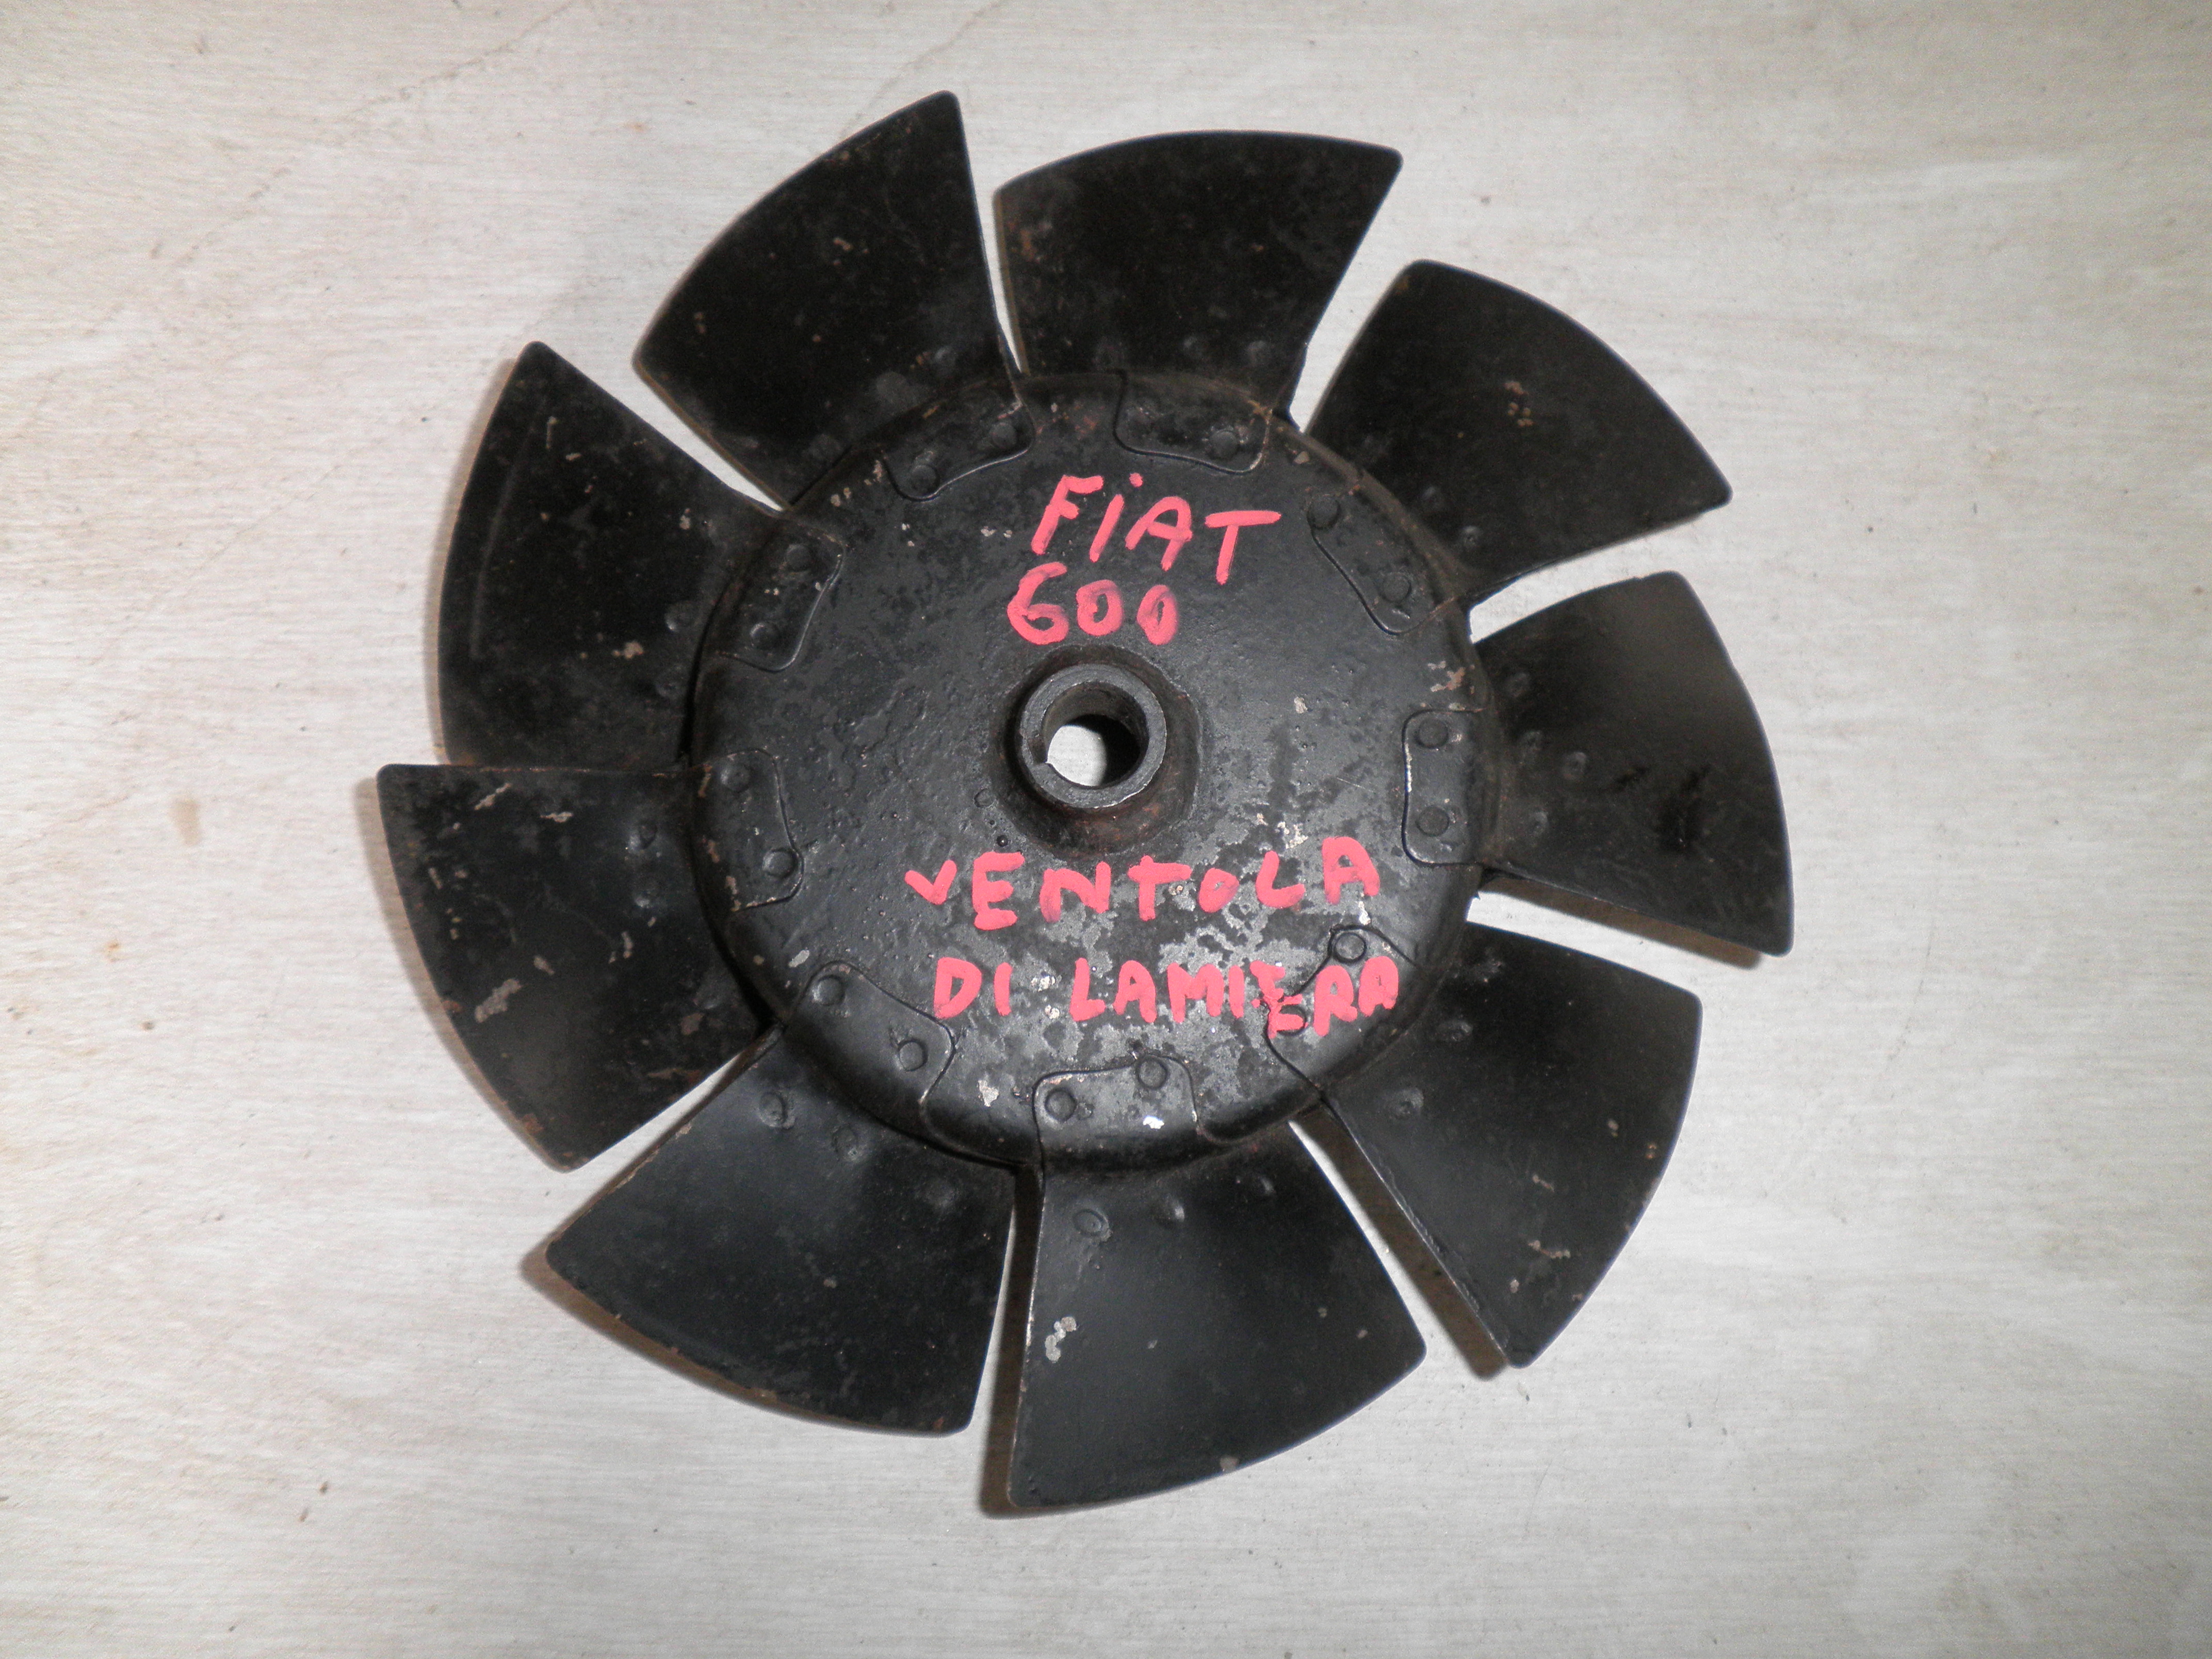 FiAT
600
VENTOLA
DI LAMIERA